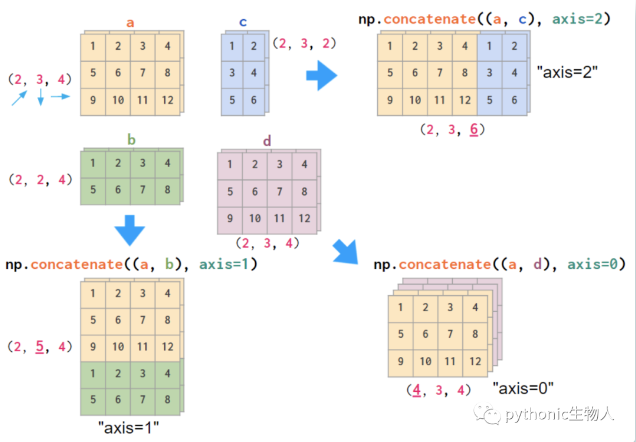 a
1 2 3 4
5 6 7 8
9 10 11 12
(2, 3, 4)
c
1 2
3 4
5 6
(2, 3, 2)
np.concatenate((a, c), axis=2)
1 2 3 4 1 2
5 6 7 8 3 4
9 10 11 12 5 6
"axis=2"
(2, 3, 6)
b
1 2 3 4
5 6 7 8
(2, 2, 4)
d
1 2 3 4
5 6 7 8
9 10 11 12
(2, 3, 4)
np.concatenate((a, b), axis=1)
1 2 3 4
5 6 7 8
9 10 11 12
1 2 3 4
5 6 7 8
(2, 5, 4)
"axis=1"
np.concatenate((a, d), axis=0)
1 2 3 4
5 6 7 8
9 10 11 12
(4, 3, 4)
"axis=0"
pythonic生物人